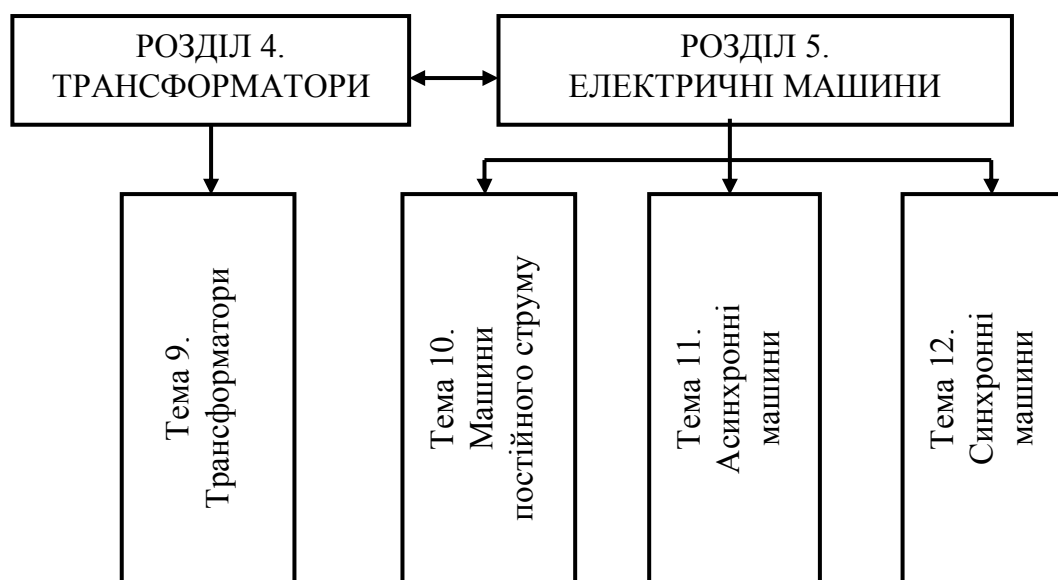 РОЗДІЛ 4.
ТРАНСФОРМАТОРИ
РОЗДІЛ 5.
ЕЛЕКТРИЧНІ МАШИНИ
Тема 9.
Трансформатори
Тема 10.
Машини
постійного струму
Тема 11.
Асинхронні
машини
Тема 12.
Синхронні
машини